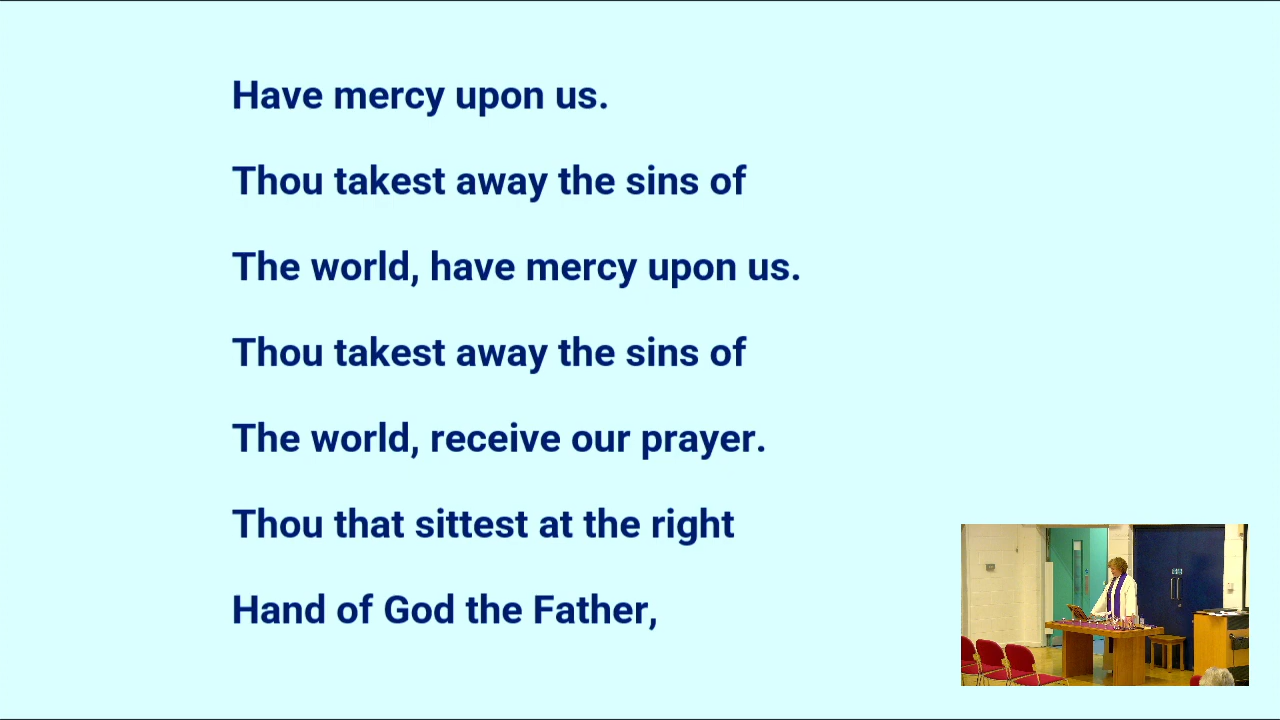 Have mercy upon us.
Thou takest away the sins of
The world, have mercy upon us.
Thou takest away the sins of
The world, receive our prayer.
Thou that sittest at the right
Hand of God the Father,